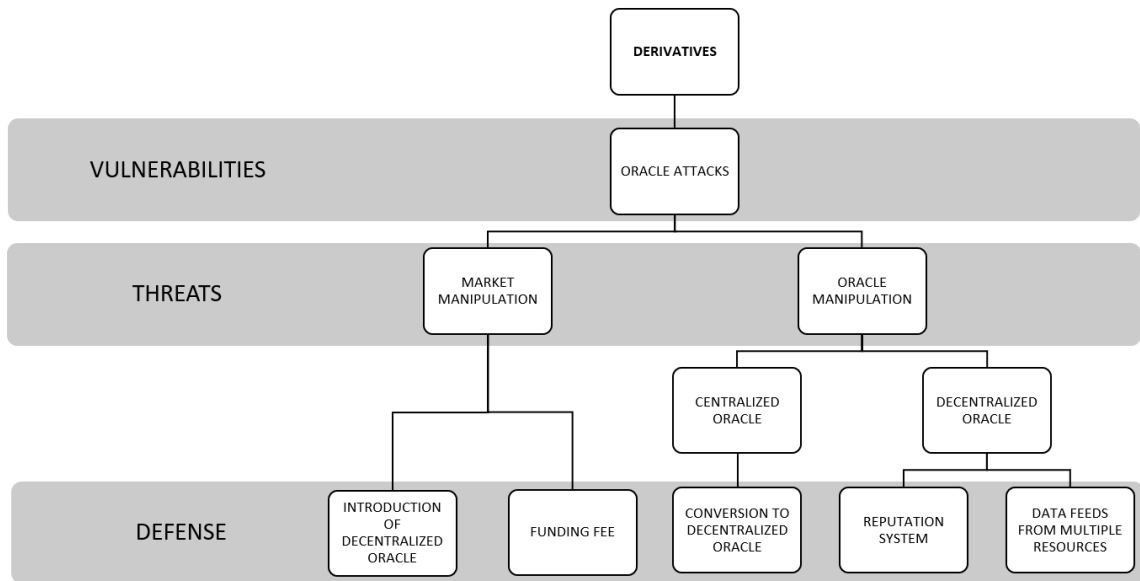 DERIVATIVES
VULNERABILITIES
ORACLE ATTACKS
THREATS
MARKET
MANIPULATION
ORACLE
MANIPULATION
CENTRALIZED
ORACLE
DECENTRALIZED
ORACLE
DEFENSE
INTRODUCTION
OF
DECENTRALIZED
ORACLE
FUNDING FEE
CONVERSION TO
DECENTRALIZED
ORACLE
REPUTATION
SYSTEM
DATA FEEDS
FROM MULTIPLE
RESOURCES